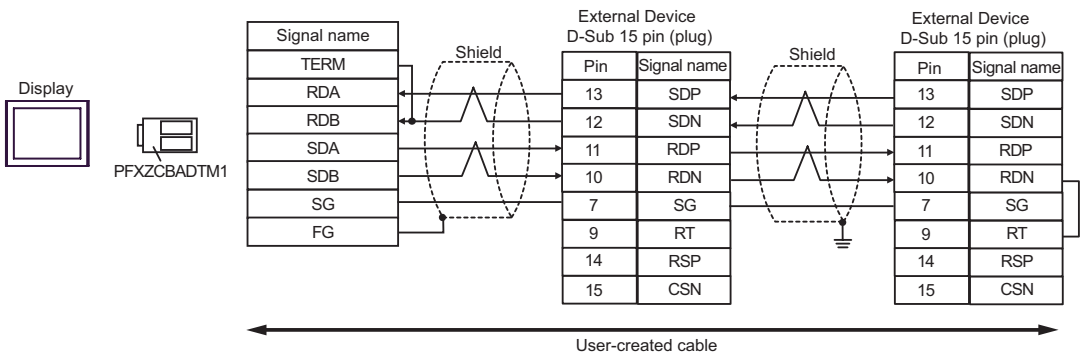 Display
PFXZCBADTM1
Signal name
TERM
RDA
RDB
SDA
SDB
SG
FG
Shield
External Device
D-Sub 15 pin (plug)
Pin Signal name
13 SDP
12 SDN
11 RDP
10 RDN
7 SG
9 RT
14 RSP
15 CSN
Shield
External Device
D-Sub 15 pin (plug)
Pin Signal name
13 SDP
12 SDN
11 RDP
10 RDN
7 SG
9 RT
14 RSP
15 CSN
User-created cable